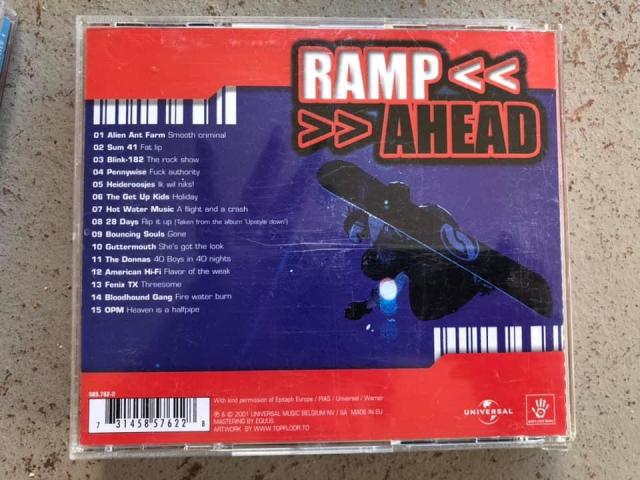 RAMP <<
>> AHEAD
01 Alien Ant Farm Smooth criminal
02 Sum 41 Fat lip
03 Blink-182 The rock show
04 Pennywise Fuck authority
05 Heideroosjes Ik wil niks!
06 The Get Up Kids Holiday
07 Hot Water Music A flight and a crash
08 28 Days Rip it up (Taken from the album 'Upstyle down')
09 Bouncing Souls Gone
10 Guttermouth She's got the look
11 The Donnas 40 Boys in 40 nights
12 American Hi-Fi Flavor of the weak
13 Fenix TX Threesome
14 Bloodhound Gang Fire water burn
15 OPM Heaven is a halfpipe
585.762-2
7 31458 57622 8
With kind permission of Epitaph Europe / PIAS / Universal / Warner
℗ & © 2001 UNIVERSAL MUSIC BELGIUM NV / SA MADE IN EU
MASTERING BY EQUUS
ARTWORK BY WWW.TOPFLOOR.TO
UNIVERSAL